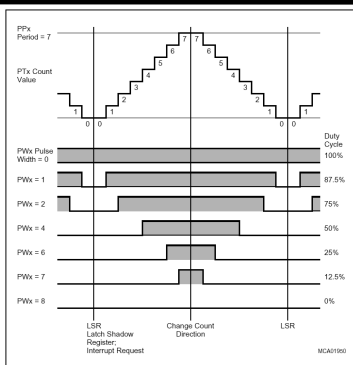 PPx
Period = 7
PTx Count
Value
7 7
6 6
5 5
4 4
3 3
2 2
1 1 1 1
0 0 0 0
Duty
Cycle
PWx Pulse
Width = 0
100%
PWx = 1
87.5%
PWx = 2
75%
PWx = 4
50%
PWx = 6
25%
PWx = 7
12.5%
PWx = 8
0%
LSR
Latch Shadow
Register;
Interrupt Request
Change Count
Direction
LSR
MCA01950